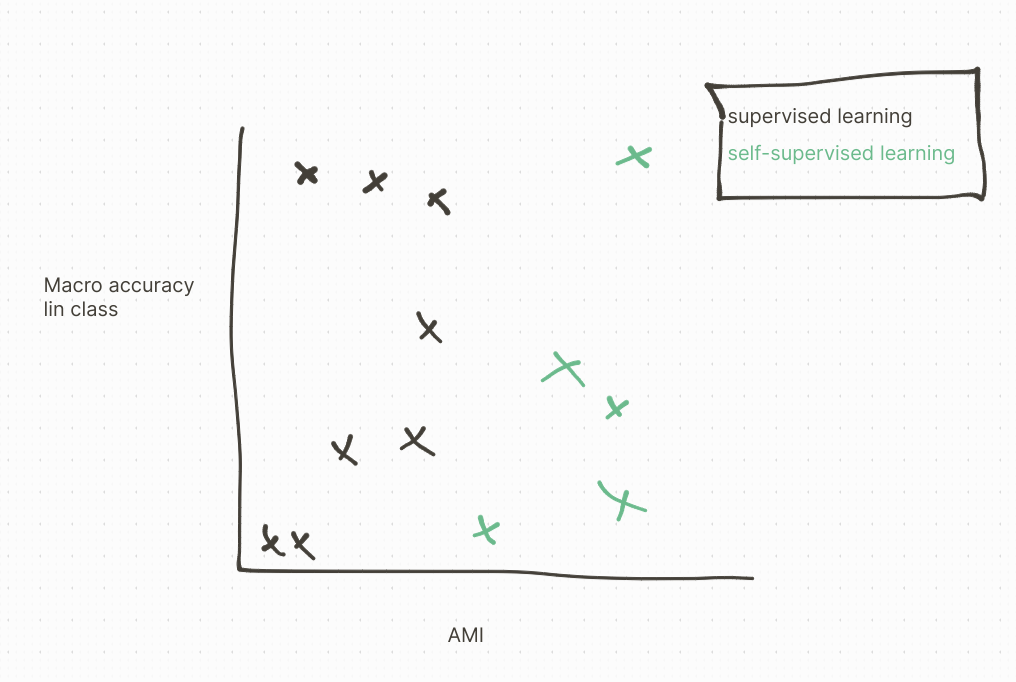 supervised learning
self-supervised learning
Macro accuracy
lin class
AMI